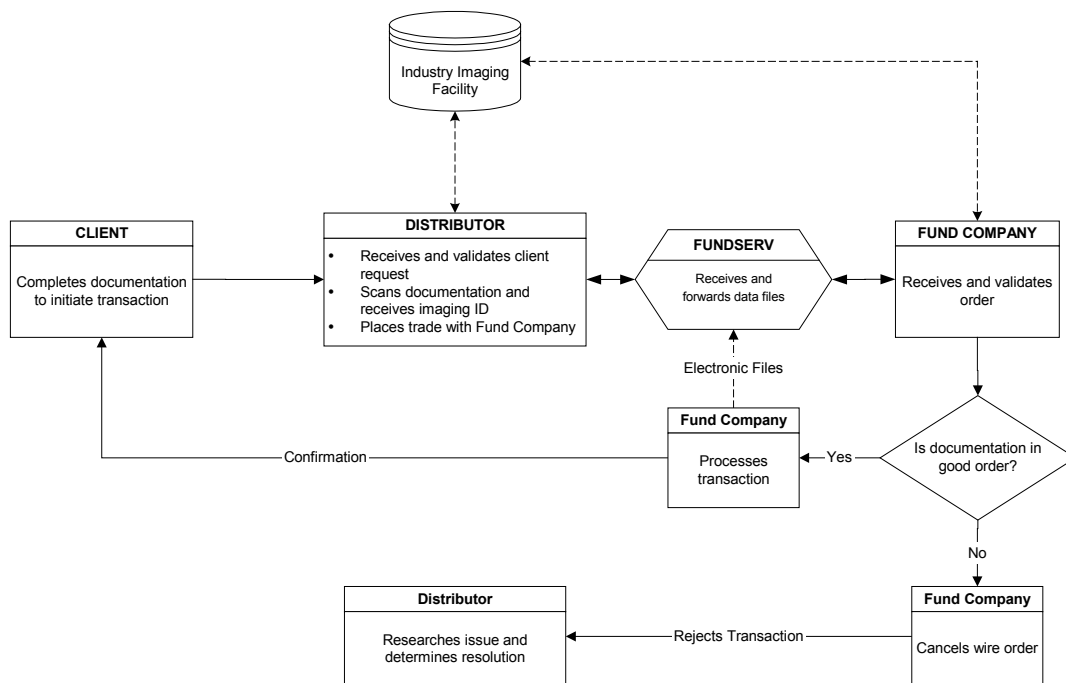 Industry Imaging
Facility
CLIENT
Completes documentation
to initiate transaction
DISTRIBUTOR
• Receives and validates client
request
• Scans documentation and
receives imaging ID
• Places trade with Fund Company
FUNDSERV
Receives and
forwards data files
FUND COMPANY
Receives and validates
order
Electronic Files
Fund Company
Processes
transaction
Confirmation
Yes
Is documentation in
good order?
No
Fund Company
Cancels wire order
Rejects Transaction
Distributor
Researches issue and
determines resolution